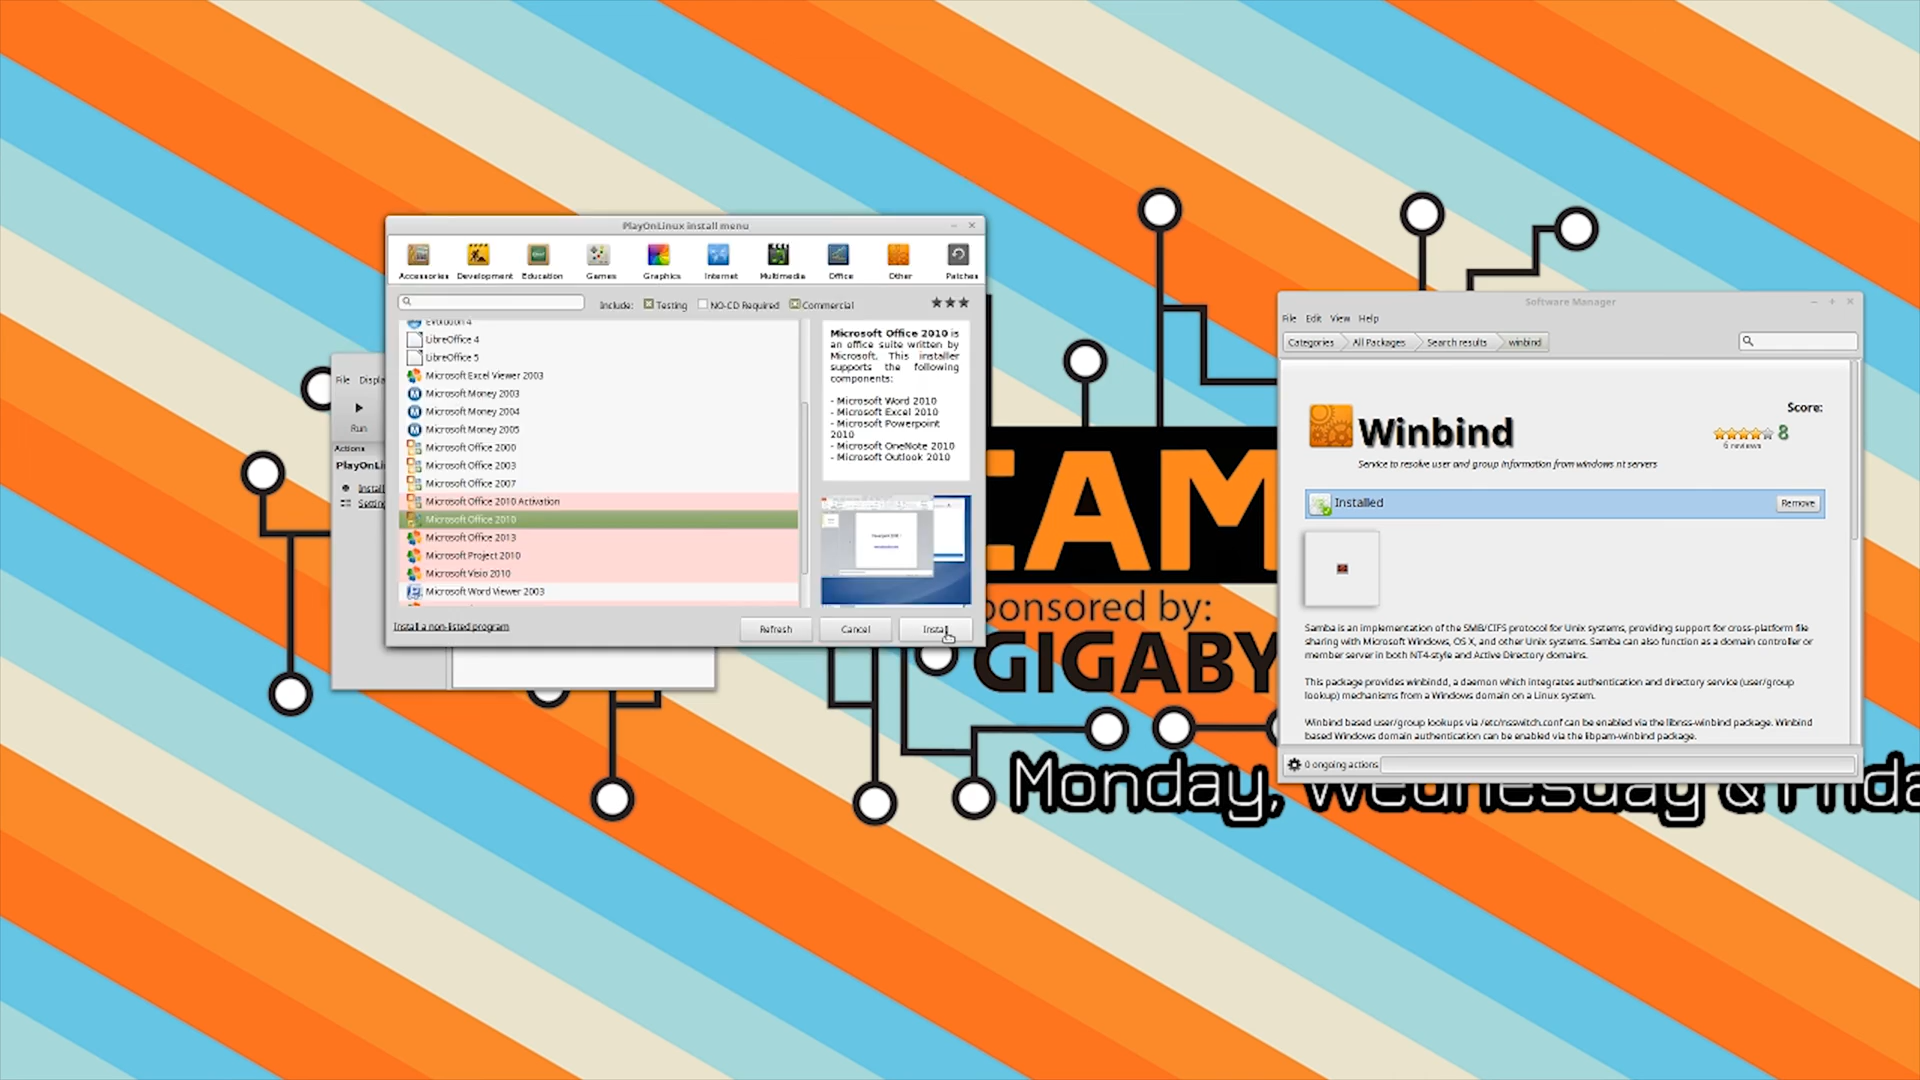 PlayOnLinux install menu
Accessories Development Education Games Graphics Internet Multimedia Office Other Patches
Include: Testing NO-CD Required Commercial
LibreOffice 4
LibreOffice 5
Microsoft Excel Viewer 2003
Microsoft Money 2003
Microsoft Money 2004
Microsoft Money 2005
Microsoft Office 2000
Microsoft Office 2003
Microsoft Office 2007
Microsoft Office 2010 Activation
Microsoft Office 2010
Microsoft Office 2013
Microsoft Project 2010
Microsoft Visio 2010
Microsoft Word Viewer 2003
Microsoft Office 2010 is
an office suite written by
Microsoft. This installer
supports the following
components:
- Microsoft Word 2010
- Microsoft Excel 2010
- Microsoft Powerpoint
2010
- Microsoft OneNote 2010
- Microsoft Outlook 2010
Install a non-listed program
Refresh Cancel Install
File Displa
Run
Actions
PlayOnLi
Install
Settin
Software Manager
File Edit View Help
Categories All Packages Search results winbind
Winbind
Service to resolve user and group information from windows nt servers
Score:
8
6 reviews
Installed
Remove
Samba is an implementation of the SMB/CIFS protocol for Unix systems, providing support for cross-platform file
sharing with Microsoft Windows, OS X, and other Unix systems. Samba can also function as a domain controller or
member server in both NT4-style and Active Directory domains.
This package provides winbindd, a daemon which integrates authentication and directory service (user/group
lookup) mechanisms from a Windows domain on a Linux system.
Winbind based user/group lookups via /etc/nsswitch.conf can be enabled via the libnss-winbind package. Winbind
based Windows domain authentication can be enabled via the libpam-winbind package.
0 ongoing actions
EAM
ponsored by:
GIGABY
Monday, Wednesday & Frida